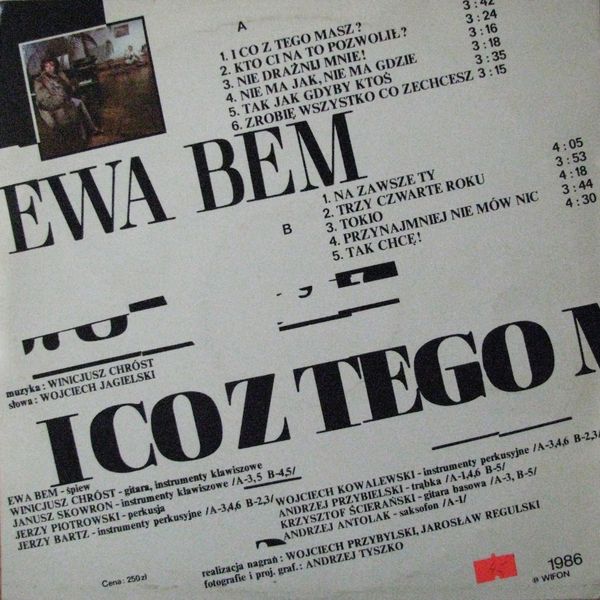 A
1. I CO Z TEGO MASZ? 3:42
2. KTO CI NA TO POZWOLIŁ? 3:24
3. NIE DRAŻNIJ MNIE! 3:16
4. NIE MA JAK, NIE MA GDZIE 3:18
5. TAK JAK GDYBY KTOŚ 3:35
6. ZROBIĘ WSZYSTKO CO ZECHCESZ 3:15
EWA BEM
B
1. NA ZAWSZE TY 4:05
2. TRZY CZWARTE ROKU 3:53
3. TOKIO 4:18
4. PRZYNAJMNIEJ NIE MÓW NIC 3:44
5. TAK CHCĘ! 4:30
muzyka : WINICJUSZ CHRÓST
słowa : WOJCIECH JAGIELSKI
I CO Z TEGO M
EWA BEM - śpiew
WINICJUSZ CHRÓST - gitara, instrumenty klawiszowe
JANUSZ SKOWRON - instrumenty klawiszowe /A-3,5 B-4,5/
JERZY PIOTROWSKI - perkusja
JERZY BARTZ - instrumenty perkusyjne /A-3,4,6 B-2,3/
WOJCIECH KOWALEWSKI - instrumenty perkusyjne /A-3,4,6 B-2,3/
ANDRZEJ PRZYBIELSKI - trąbka /A-1,4,6 B-5/
KRZYSZTOF ŚCIERAŃSKI - gitara basowa /A-3, B-5/
ANDRZEJ ANTOLAK - saksofon /A-1/
realizacja nagrań : WOJCIECH PRZYBYLSKI, JAROSŁAW REGULSKI
fotografie i proj. graf.: ANDRZEJ TYSZKO
Cena : 250 zł
45
1986
℗ WIFON